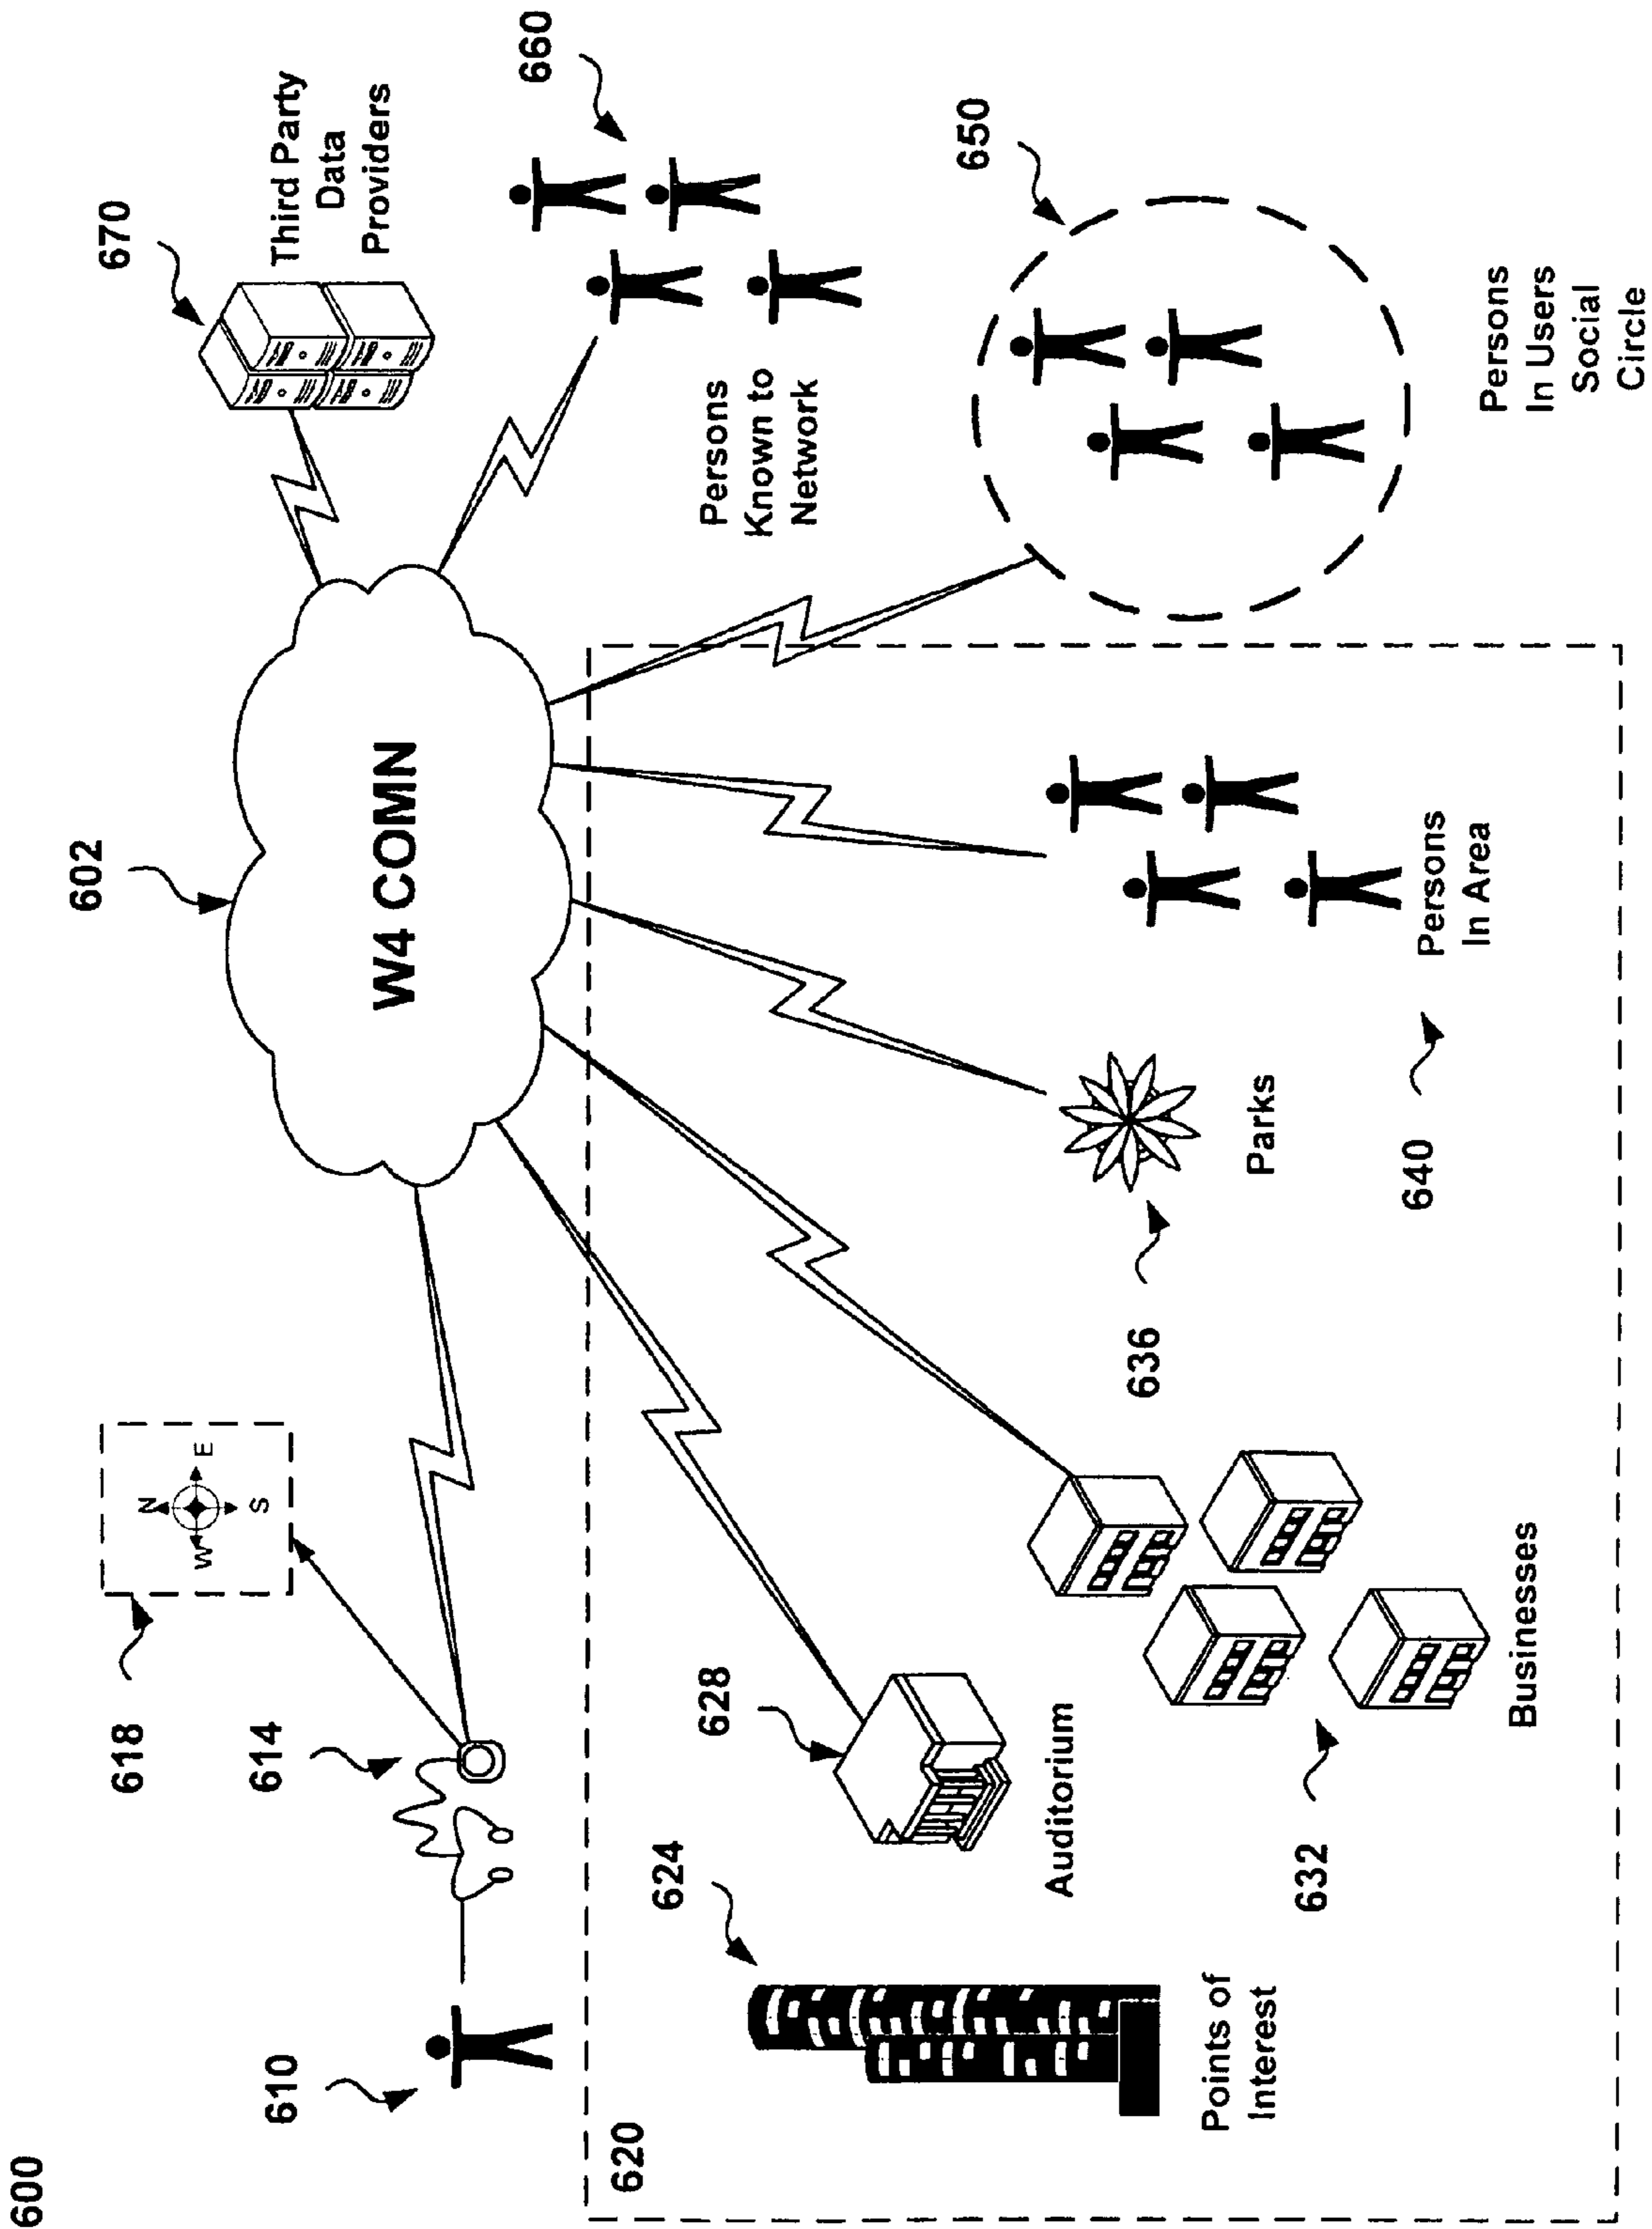 600
602
W4 COMN
670
Third Party
Data
Providers
618
N
W
E
S
614
610
660
Persons
Known to
Network
650
Persons
In Users
Social
Circle
620
624
Points of
Interest
628
Auditorium
632
Businesses
636
Parks
640
Persons
In Area